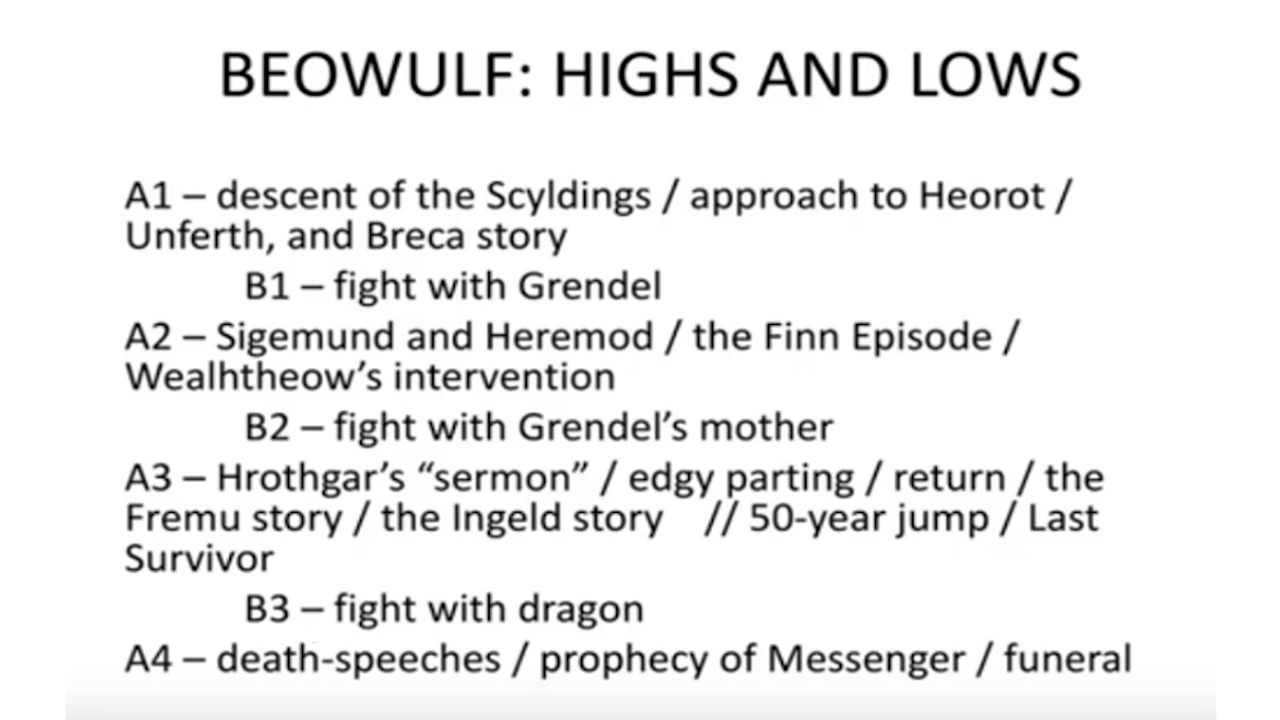 BEOWULF: HIGHS AND LOWS
A1 – descent of the Scyldings / approach to Heorot /
Unferth, and Breca story
B1 – fight with Grendel
A2 – Sigemund and Heremod / the Finn Episode /
Wealhtheow’s intervention
B2 – fight with Grendel’s mother
A3 – Hrothgar’s “sermon” / edgy parting / return / the
Fremu story / the Ingeld story // 50-year jump / Last
Survivor
B3 – fight with dragon
A4 – death-speeches / prophecy of Messenger / funeral